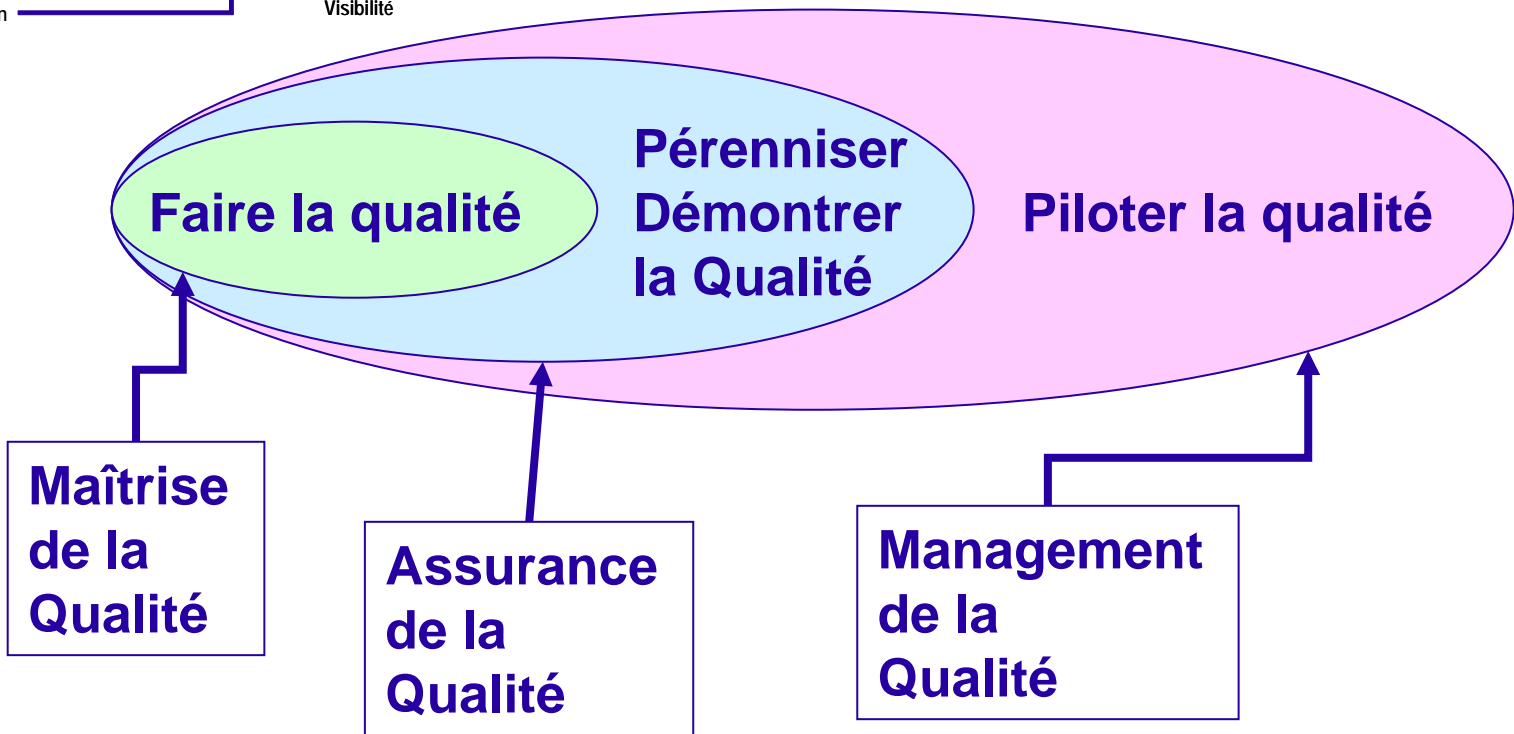 n
Visibilité
Faire la qualité
Pérenniser
Démontrer
la Qualité
Piloter la qualité
Maîtrise
de la
Qualité
Assurance
de la
Qualité
Management
de la
Qualité